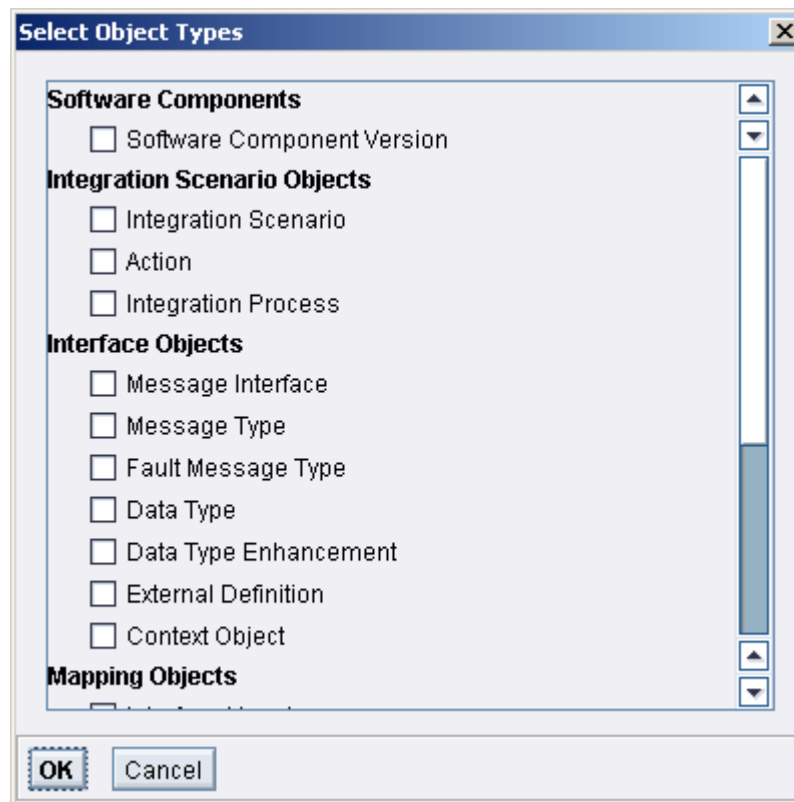 Select Object Types
Software Components
Software Component Version
Integration Scenario Objects
Integration Scenario
Action
Integration Process
Interface Objects
Message Interface
Message Type
Fault Message Type
Data Type
Data Type Enhancement
External Definition
Context Object
Mapping Objects
OK Cancel